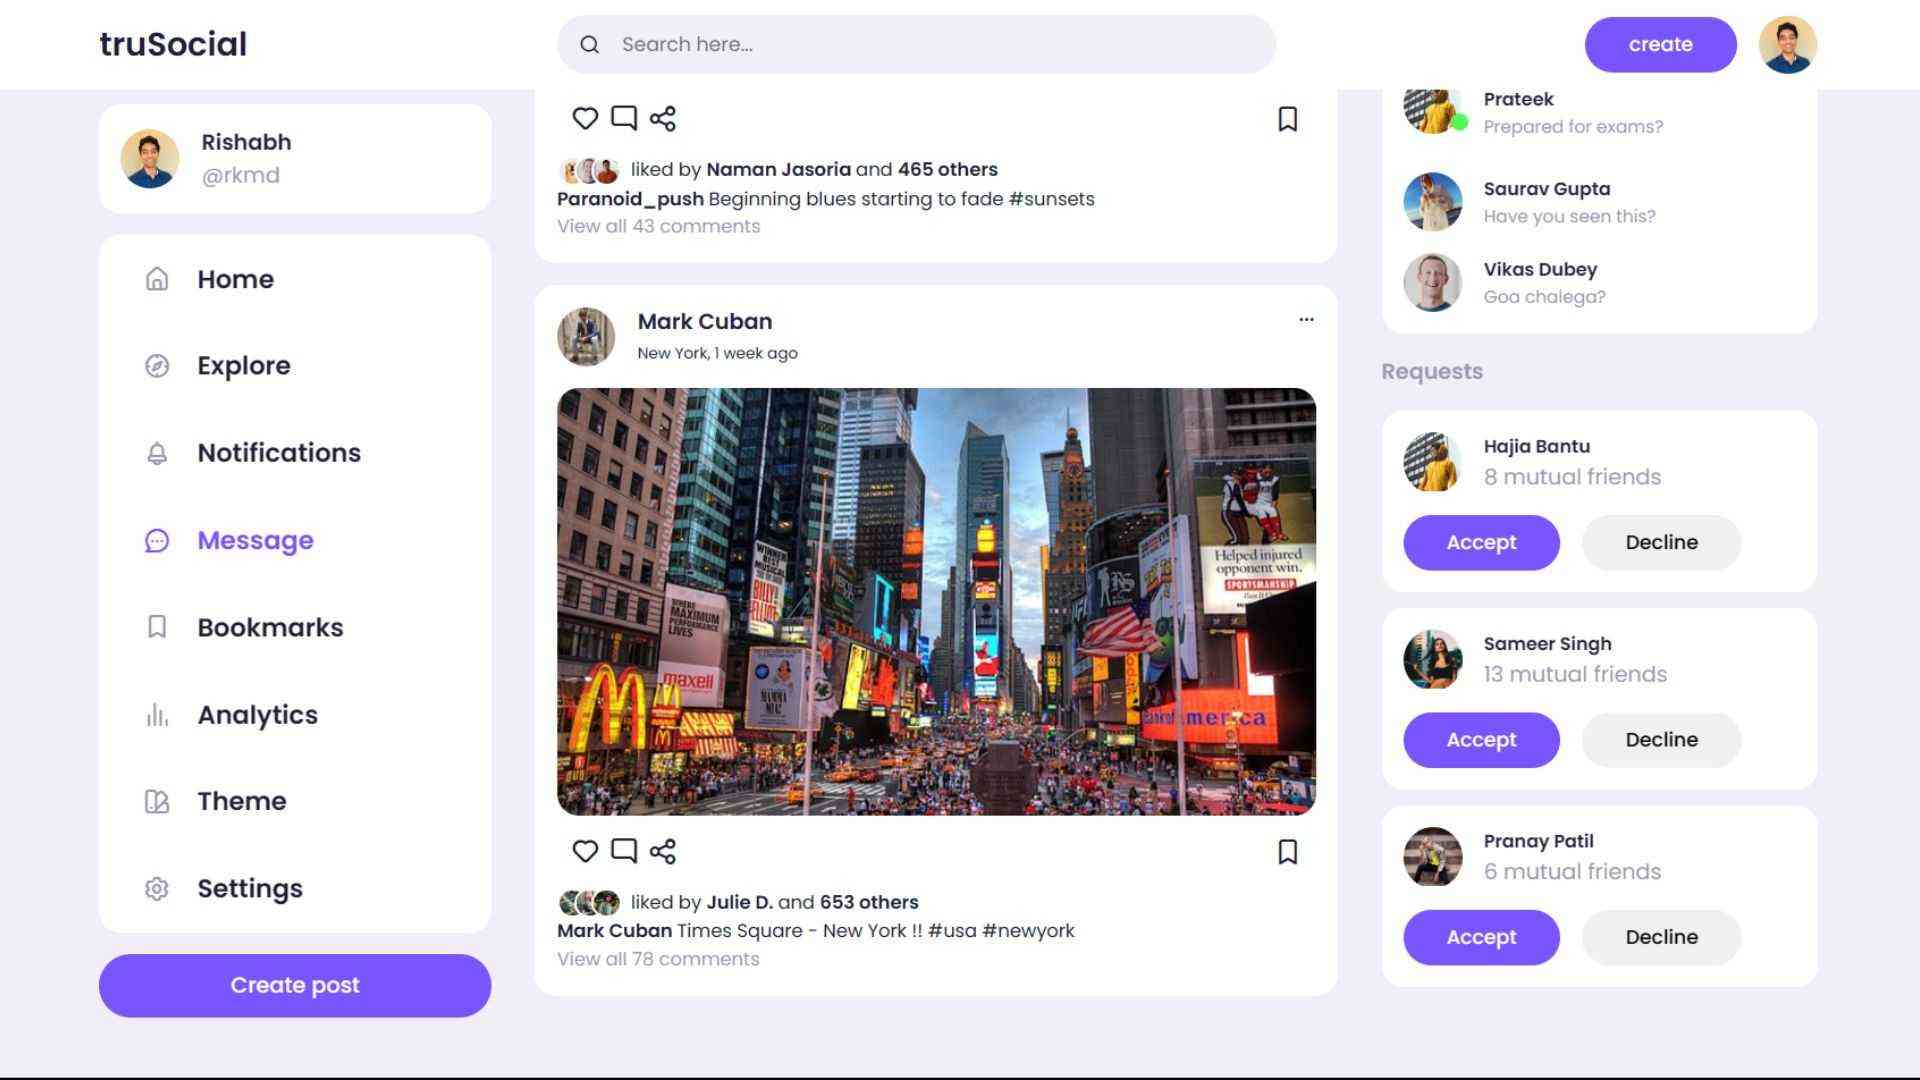 truSocial
Search here...
create
Rishabh
@rkmd
Home
Explore
Notifications
Message
Bookmarks
Analytics
Theme
Settings
Create post
liked by Naman Jasoria and 465 others
Paranoid_push Beginning blues starting to fade #sunsets
View all 43 comments
Mark Cuban
New York, 1 week ago
WHERE
MAXIMUM
PERFORMANCE
LIVES
maxell
MAMMA
MIA!
Helped injured
opponent win.
SPORTSMANSHIP
Bank of America
liked by Julie D. and 653 others
Mark Cuban Times Square - New York !! #usa #newyork
View all 78 comments
Prateek
Prepared for exams?
Saurav Gupta
Have you seen this?
Vikas Dubey
Goa chalega?
Requests
Hajia Bantu
8 mutual friends
Accept
Decline
Sameer Singh
13 mutual friends
Accept
Decline
Pranay Patil
6 mutual friends
Accept
Decline